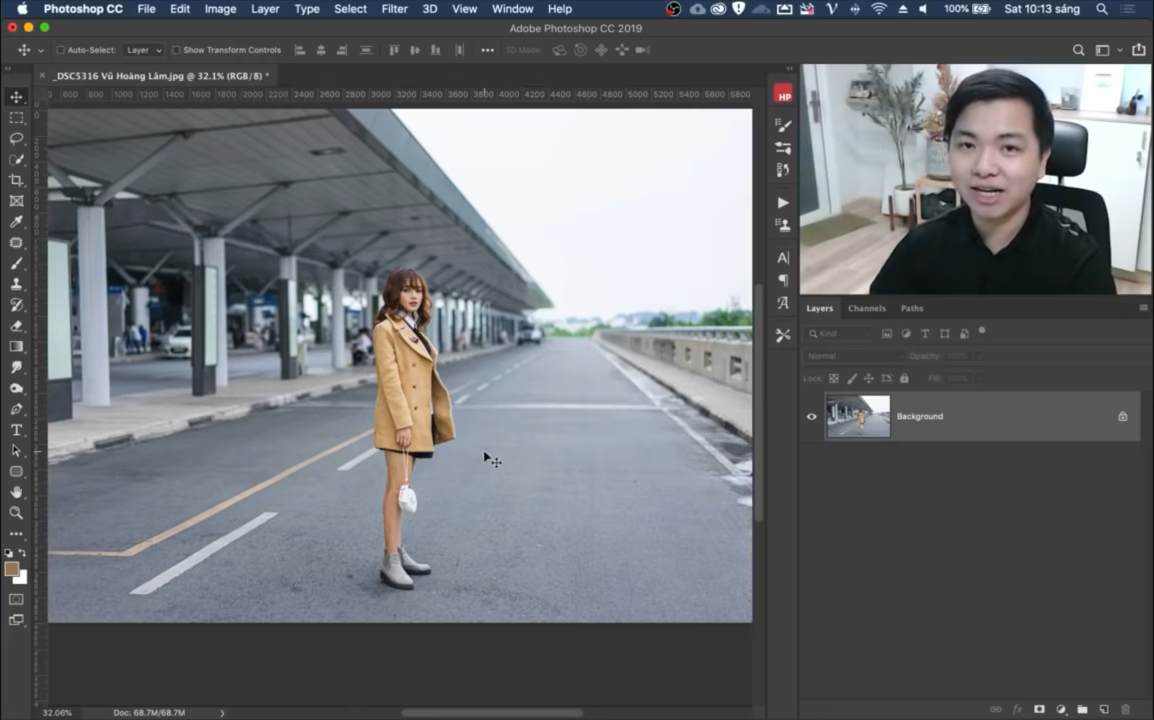 Photoshop CC File Edit Image Layer Type Select Filter 3D View Window Help 100% Sat 10:13 sáng
Adobe Photoshop CC 2019
Auto-Select: Layer Show Transform Controls 3D Mode:
_DSC5316 Vũ Hoàng Lâm.jpg @ 32.1% (RGB/8) *
600 800 1000 1200 1400 1600 1800 2000 2200 2400 2600 2800 3000 3200 3400 3600 3800 4000 4200 4400 4600 4800 5000 5200 5400 5600 5800
HP
Layers Channels Paths
Kind
Normal Opacity: 100%
Lock: Fill: 100%
Background
32.06% Doc: 68.7M/68.7M